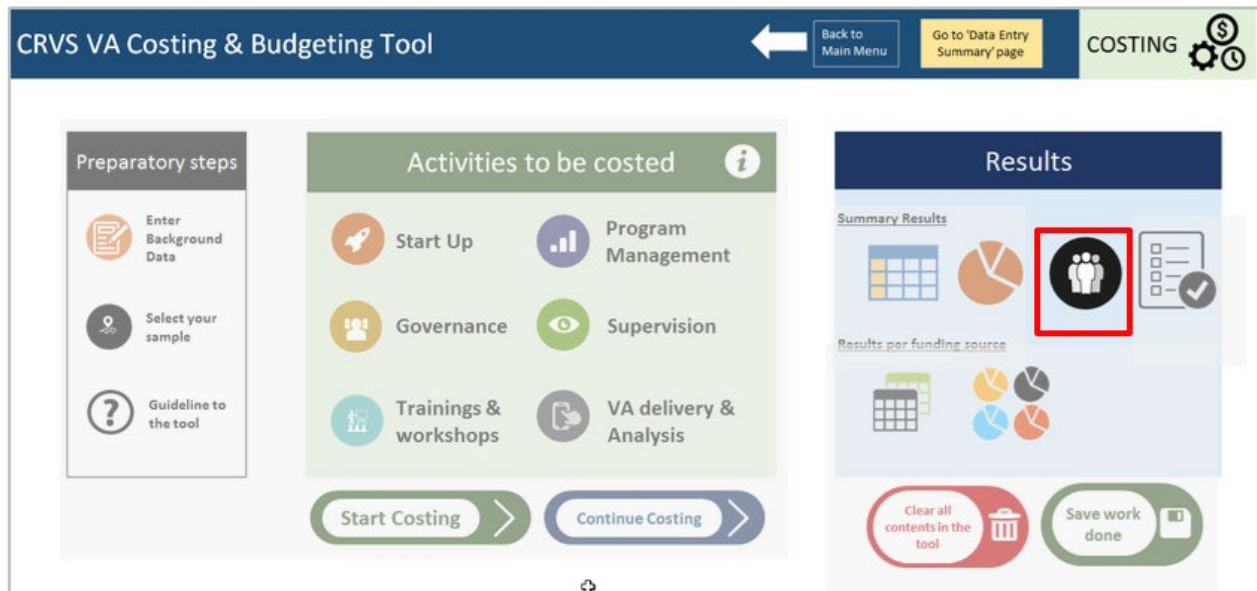 CRVS VA Costing & Budgeting Tool
Back to
Main Menu
Go to 'Data Entry
Summary' page
COSTING
Preparatory steps
Enter
Background
Data
Select your
sample
?
Guideline to
the tool
Activities to be costed
i
Start Up
Program
Management
Governance
Supervision
Trainings &
workshops
VA delivery &
Analysis
Start Costing
Continue Costing
Results
Summary Results
Results per funding source
Clear all
contents in the
tool
Save work
done